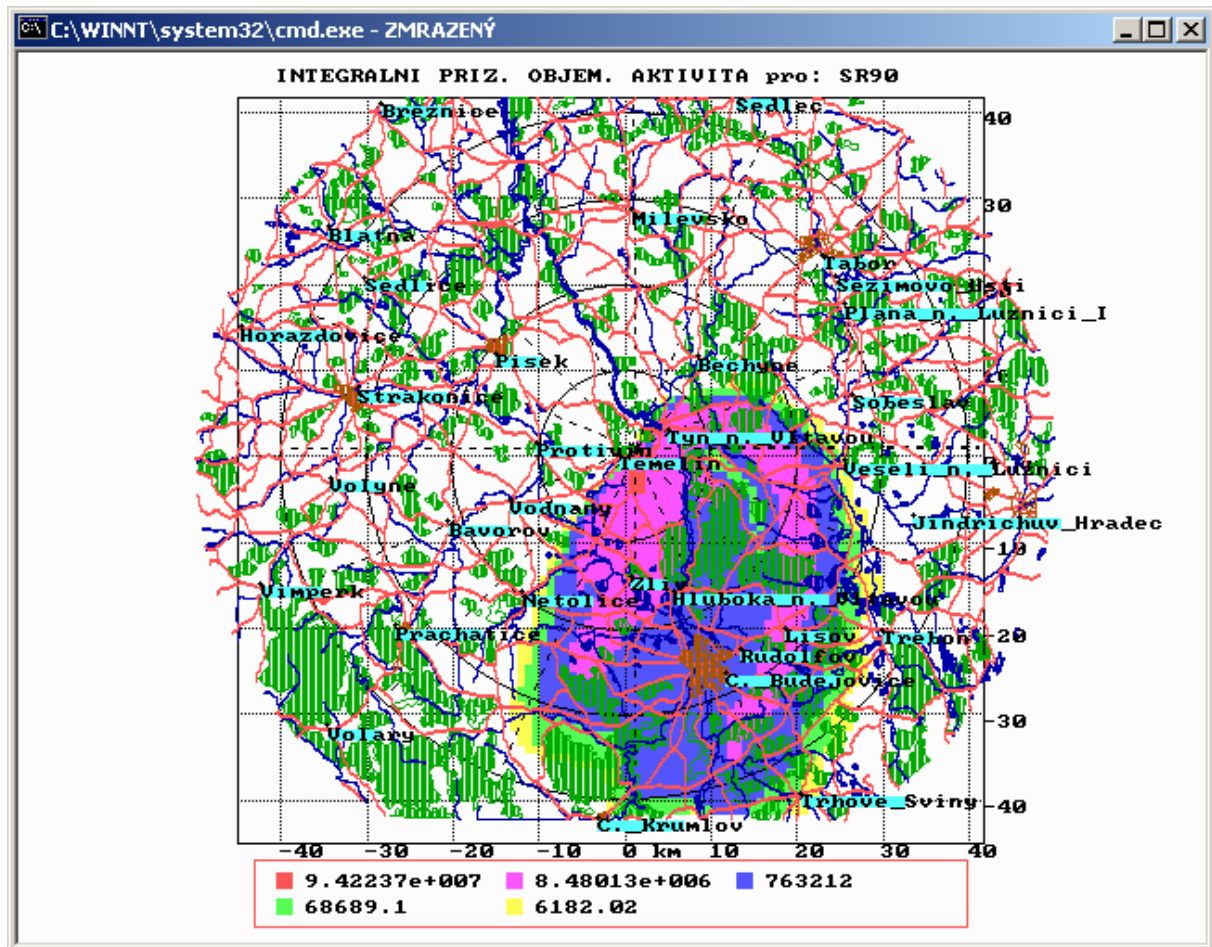 C:\WINNT\system32\cmd.exe - ZMRAZENÝ
INTEGRALNI PRIZ. OBJEM. AKTIVITA pro: SR90
Breznice
Sedlec
40
30
Milevsko
Blatna
Tabor
Sedlice
Sezimovo_Usti
Plana_n._Luznici_I
Horazdovice
Pisek
Bechyne
Strakonice
Sobeslav
Tyn_n._Vltavou
Protivin
Temelin
Veseli_n._Luznici
Volyne
Vodnany
Jindrichuv_Hradec
Bavorov
-10
Zliv
Vimperk
Netolice
Hluboka_n._Vltavou
Prachatice
Lisov
Trebon
-20
Rudolfov
C._Budejovice
Volary
-30
Trhove_Sviny
-40
C._Krumlov
-40 -30 -20 -10 0 km 10 20 30 40
9.42237e+007 8.48013e+006 763212
68689.1 6182.02